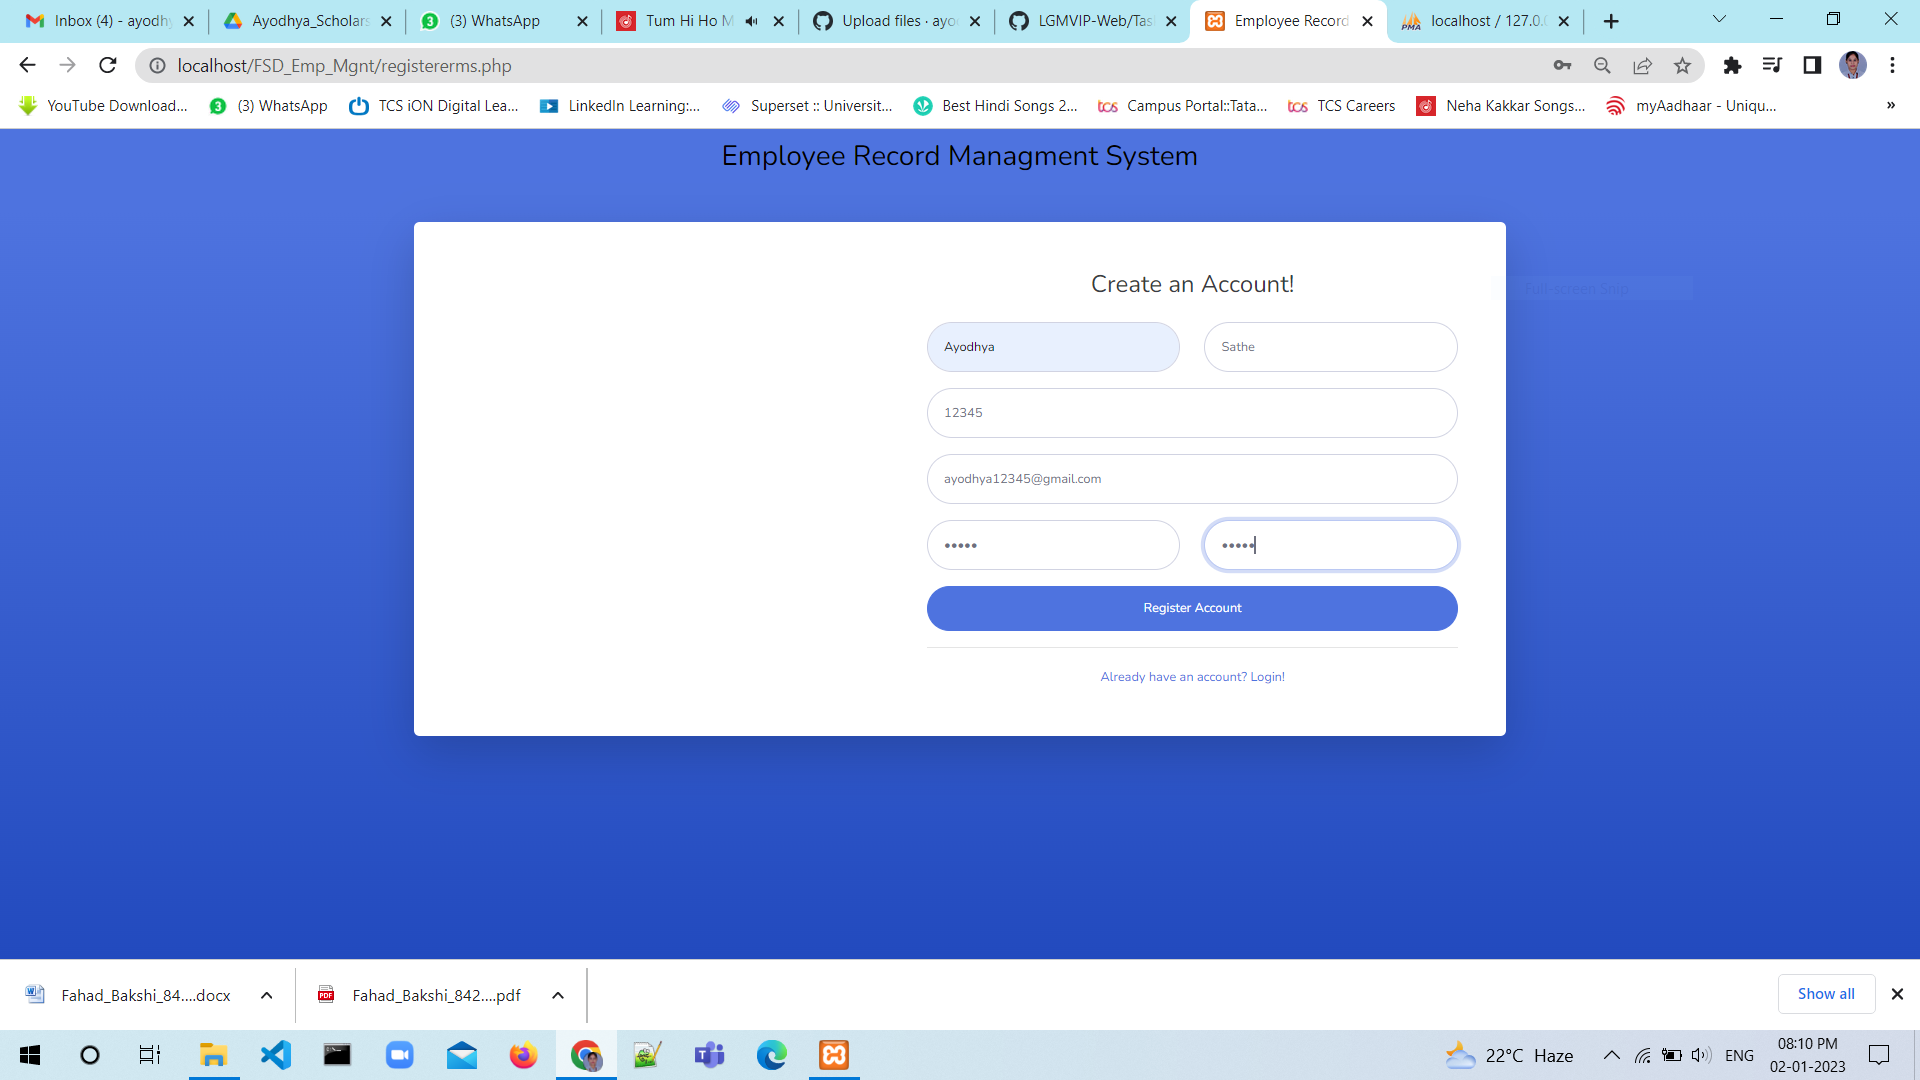 Inbox (4) - ayodhy
Ayodhya_Scholars
(3) WhatsApp
Tum Hi Ho M
Upload files · ayo
LGMVIP-Web/Tas
Employee Record
localhost / 127.0.0
localhost/FSD_Emp_Mgnt/registererms.php
YouTube Download...
(3) WhatsApp
TCS iON Digital Lea...
LinkedIn Learning:...
Superset :: Universit...
Best Hindi Songs 2...
Campus Portal::Tata...
TCS Careers
Neha Kakkar Songs...
myAadhaar - Uniqu...
»
Employee Record Managment System
Create an Account!
Full-screen Snip
Ayodhya
Sathe
12345
ayodhya12345@gmail.com
•••••
•••••
Register Account
Already have an account? Login!
Fahad_Bakshi_84....docx
Fahad_Bakshi_842....pdf
Show all
22°C Haze
ENG
08:10 PM
02-01-2023